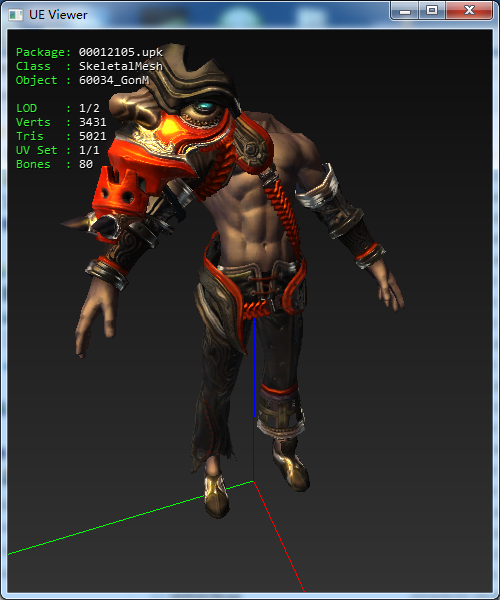 UE Viewer
Package: 00012105.upk
Class  : SkeletalMesh
Object : 60034_GonM
LOD    : 1/2
Verts  : 3431
Tris   : 5021
UV Set : 1/1
Bones  : 80